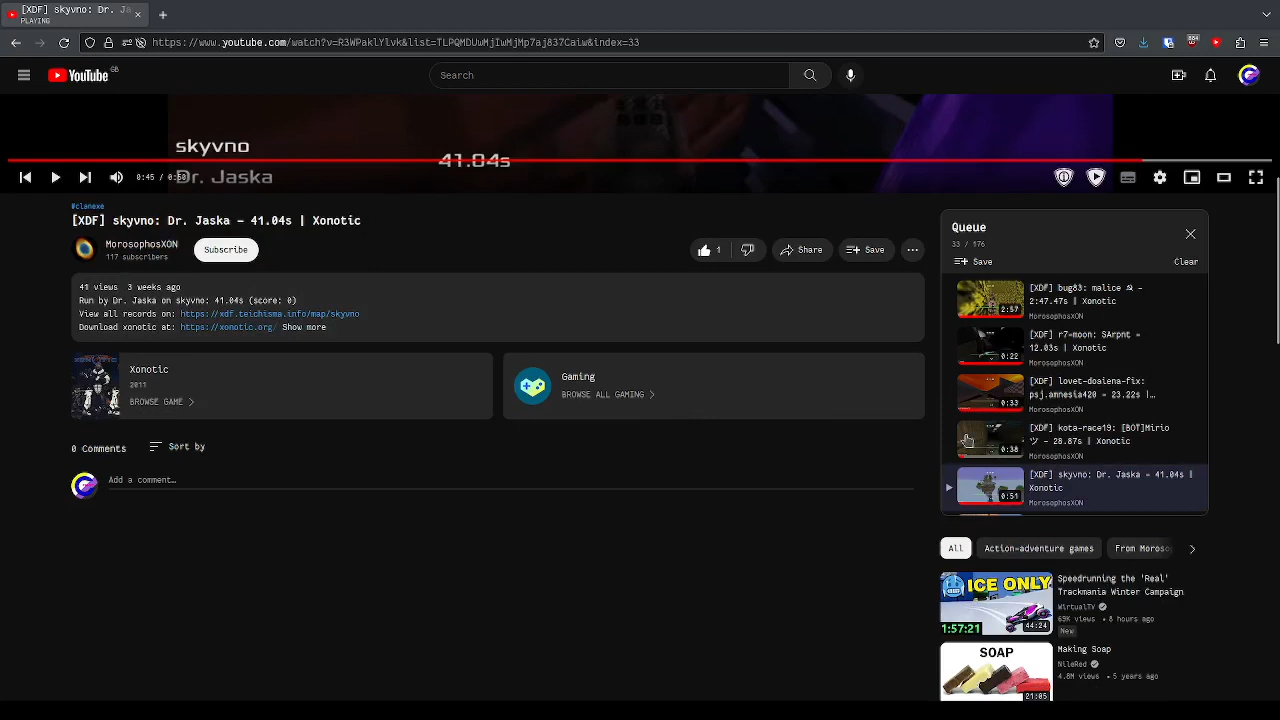 [XDF] skyvno: Dr. Ja
PLAYING
https://www.youtube.com/watch?v=R3WPaklYlvk&list=TLPQMDUwMjIwMjMp7aj837Caiw&index=33
664
YouTube GB
Search
skyvno
41.04s
Dr. Jaska
0:45 / 0:50
#clanexe
[XDF] skyvno: Dr. Jaska – 41.04s | Xonotic
MorosophosXON
117 subscribers
Subscribe
1
Share
Save
41 views 3 weeks ago
Run by Dr. Jaska on skyvno: 41.04s (score: 0)
View all records on: https://xdf.teichisma.info/map/skyvno
Download xonotic at: https://xonotic.org/ Show more
Xonotic
2011
BROWSE GAME
Gaming
BROWSE ALL GAMING
0 Comments
Sort by
Add a comment…
Queue
33 / 176
Save
Clear
2:57
[XDF] bug83: malice –
2:47.47s | Xonotic
MorosophosXON
0:22
[XDF] r7-moon: SArpnt –
12.03s | Xonotic
MorosophosXON
0:33
[XDF] lovet-doaiena-fix:
psj.amnesia420 – 23.22s |…
MorosophosXON
0:38
[XDF] kota-race19: [BOT]Mirio
ツ – 28.87s | Xonotic
MorosophosXON
0:51
[XDF] skyvno: Dr. Jaska – 41.04s |
Xonotic
MorosophosXON
All
Action-adventure games
From Moroso
ICE ONLY
1:57:21
44:24
Speedrunning the 'Real'
Trackmania Winter Campaign
WirtualTV
69K views • 8 hours ago
New
SOAP
21:05
Making Soap
NileRed
4.8M views • 5 years ago